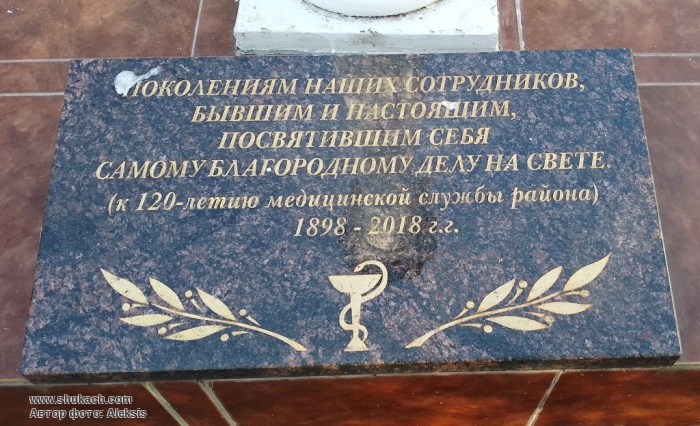 ПОКОЛЕНИЯМ НАШИХ СОТРУДНИКОВ,
БЫВШИМ И НАСТОЯЩИМ,
ПОСВЯТИВШИМ СЕБЯ
САМОМУ БЛАГОРОДНОМУ ДЕЛУ НА СВЕТЕ.
(к 120-летию медицинской службы района)
1898 - 2018 г.г.
www.shukach.com
Автор фото: Aleksis